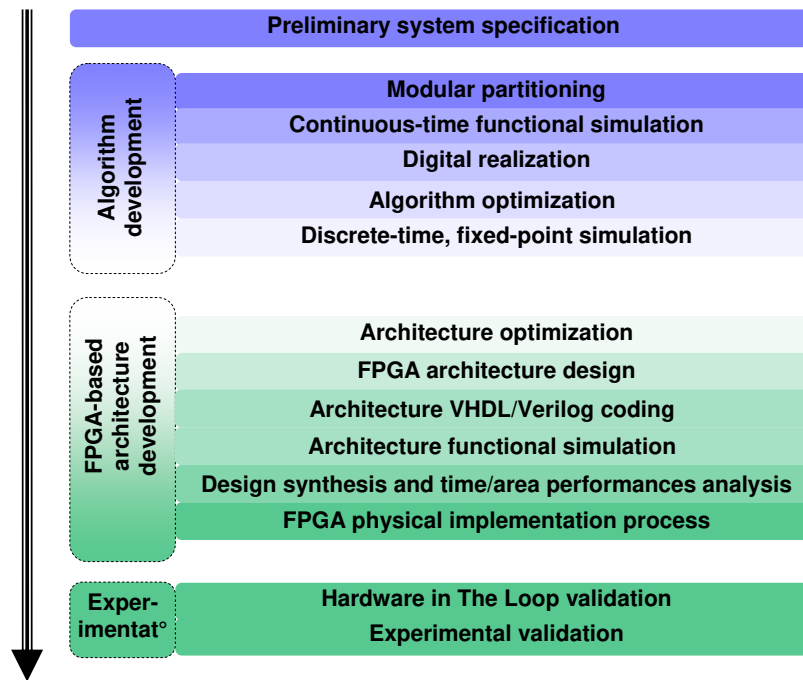 Preliminary system specification
Algorithm
development
Modular partitioning
Continuous-time functional simulation
Digital realization
Algorithm optimization
Discrete-time, fixed-point simulation
FPGA-based
architecture
development
Architecture optimization
FPGA architecture design
Architecture VHDL/Verilog coding
Architecture functional simulation
Design synthesis and time/area performances analysis
FPGA physical implementation process
Exper-
imentat°
Hardware in The Loop validation
Experimental validation